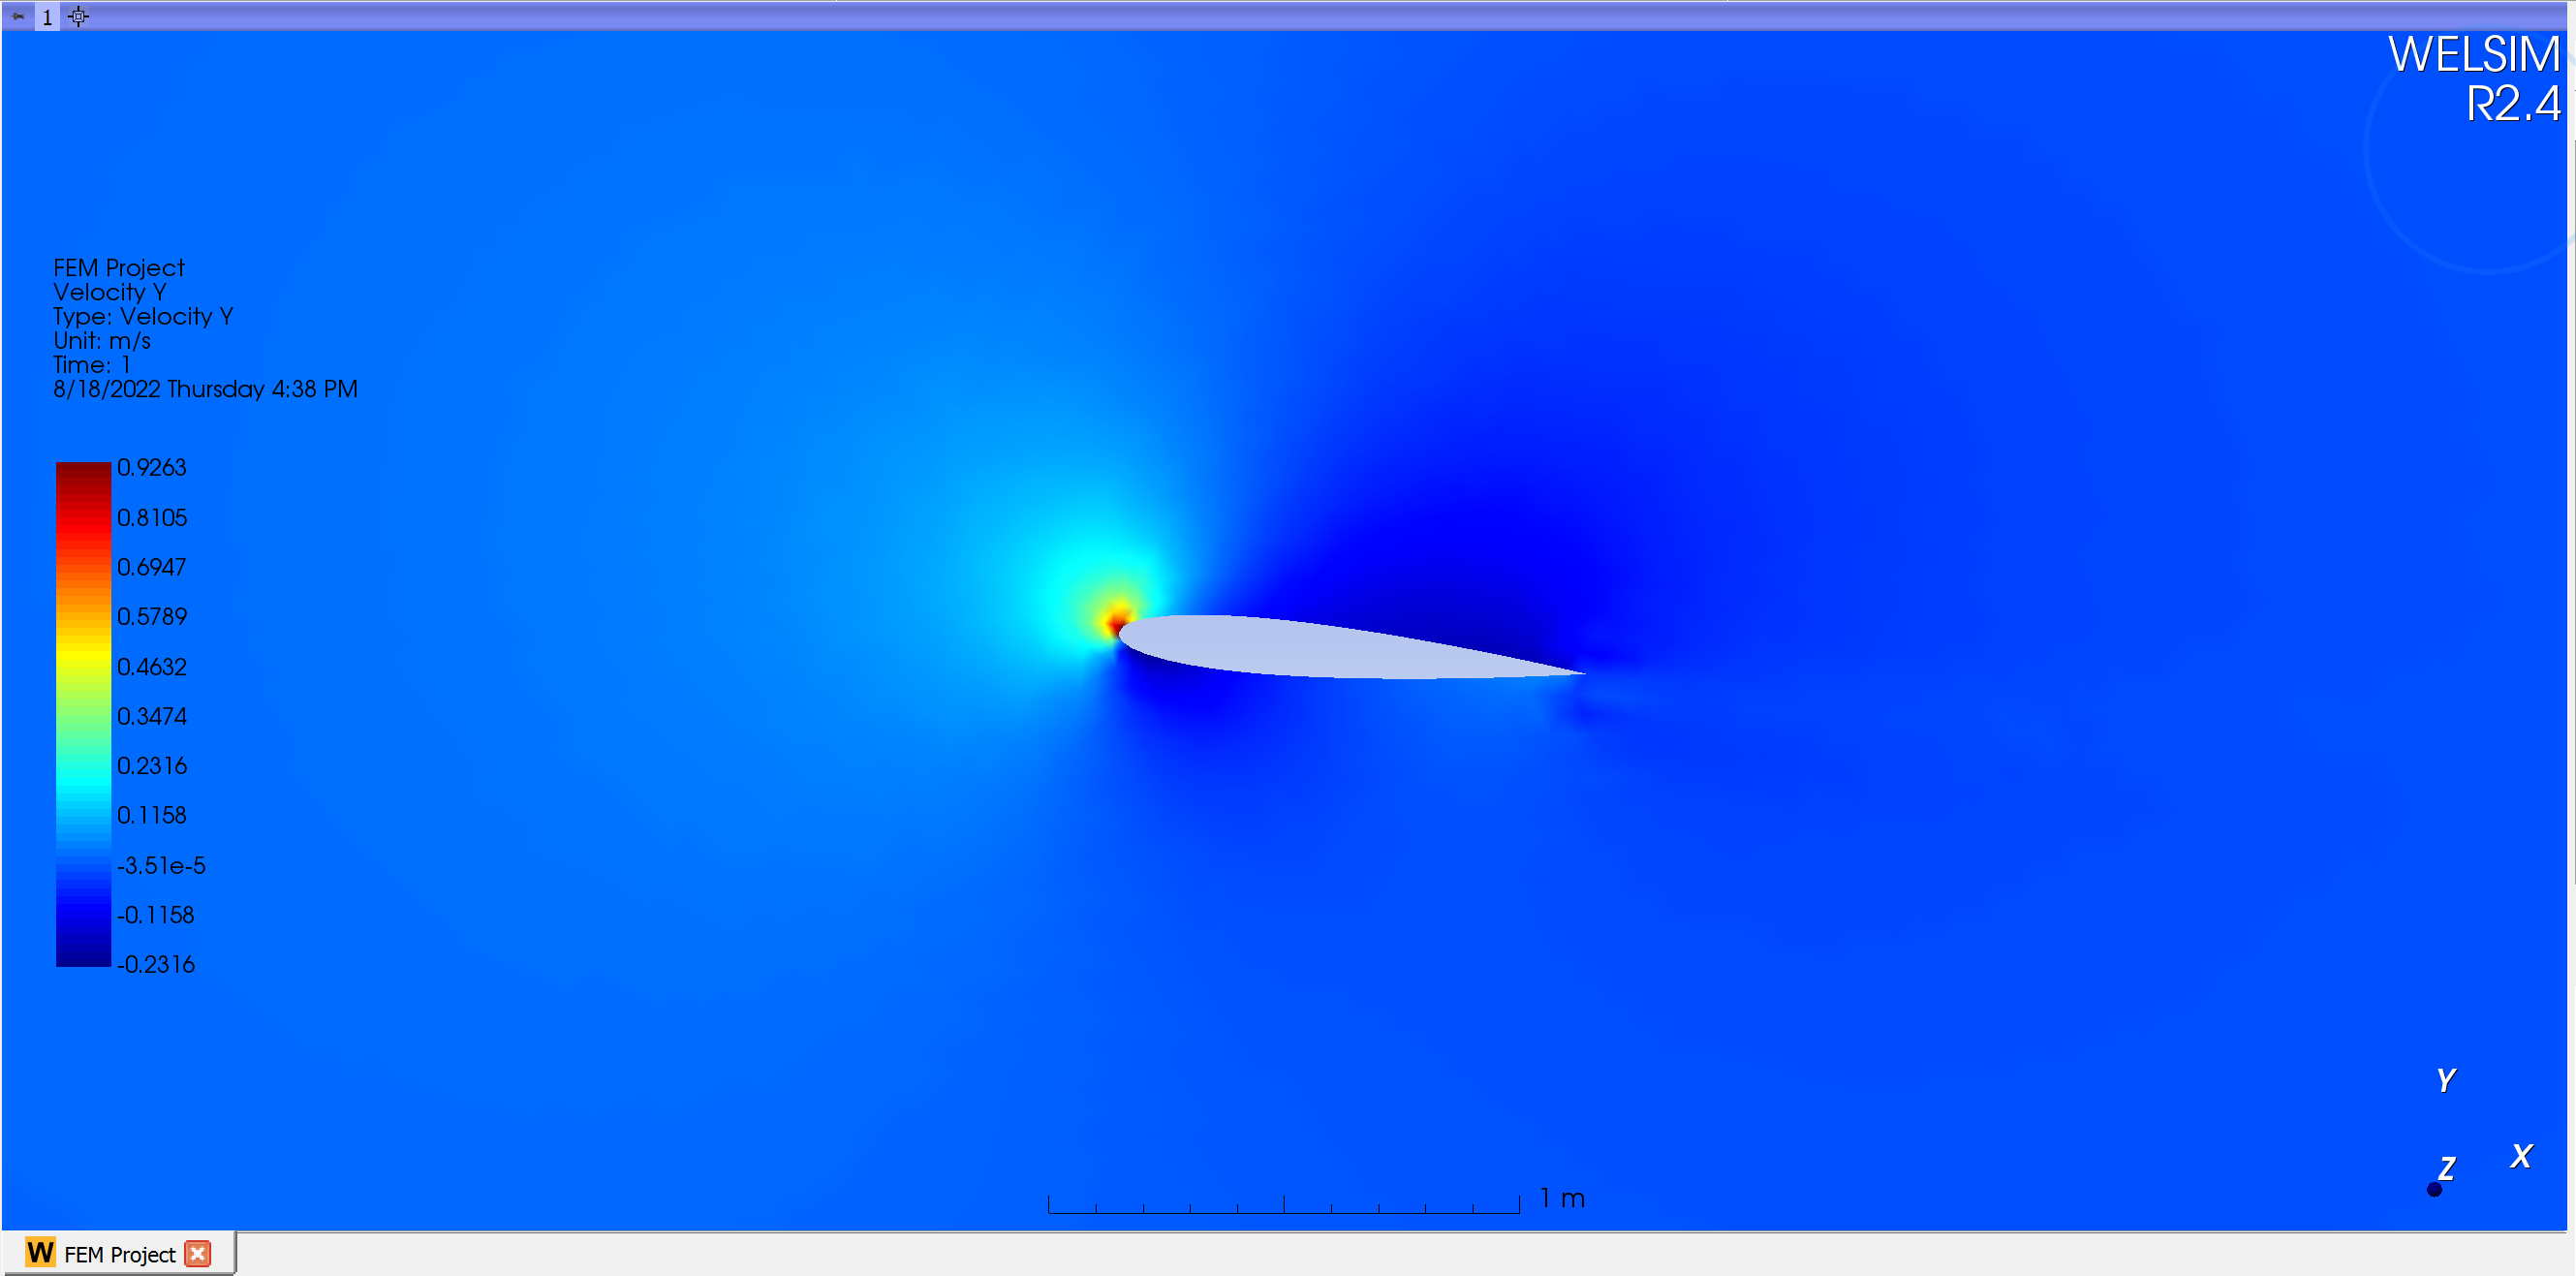 1
WELSIM
R2.4
FEM Project
Velocity Y
Type: Velocity Y
Unit: m/s
Time: 1
8/18/2022 Thursday 4:38 PM
0.9263
0.8105
0.6947
0.5789
0.4632
0.3474
0.2316
0.1158
-3.51e-5
-0.1158
-0.2316
Y
X
Z
1 m
W FEM Project